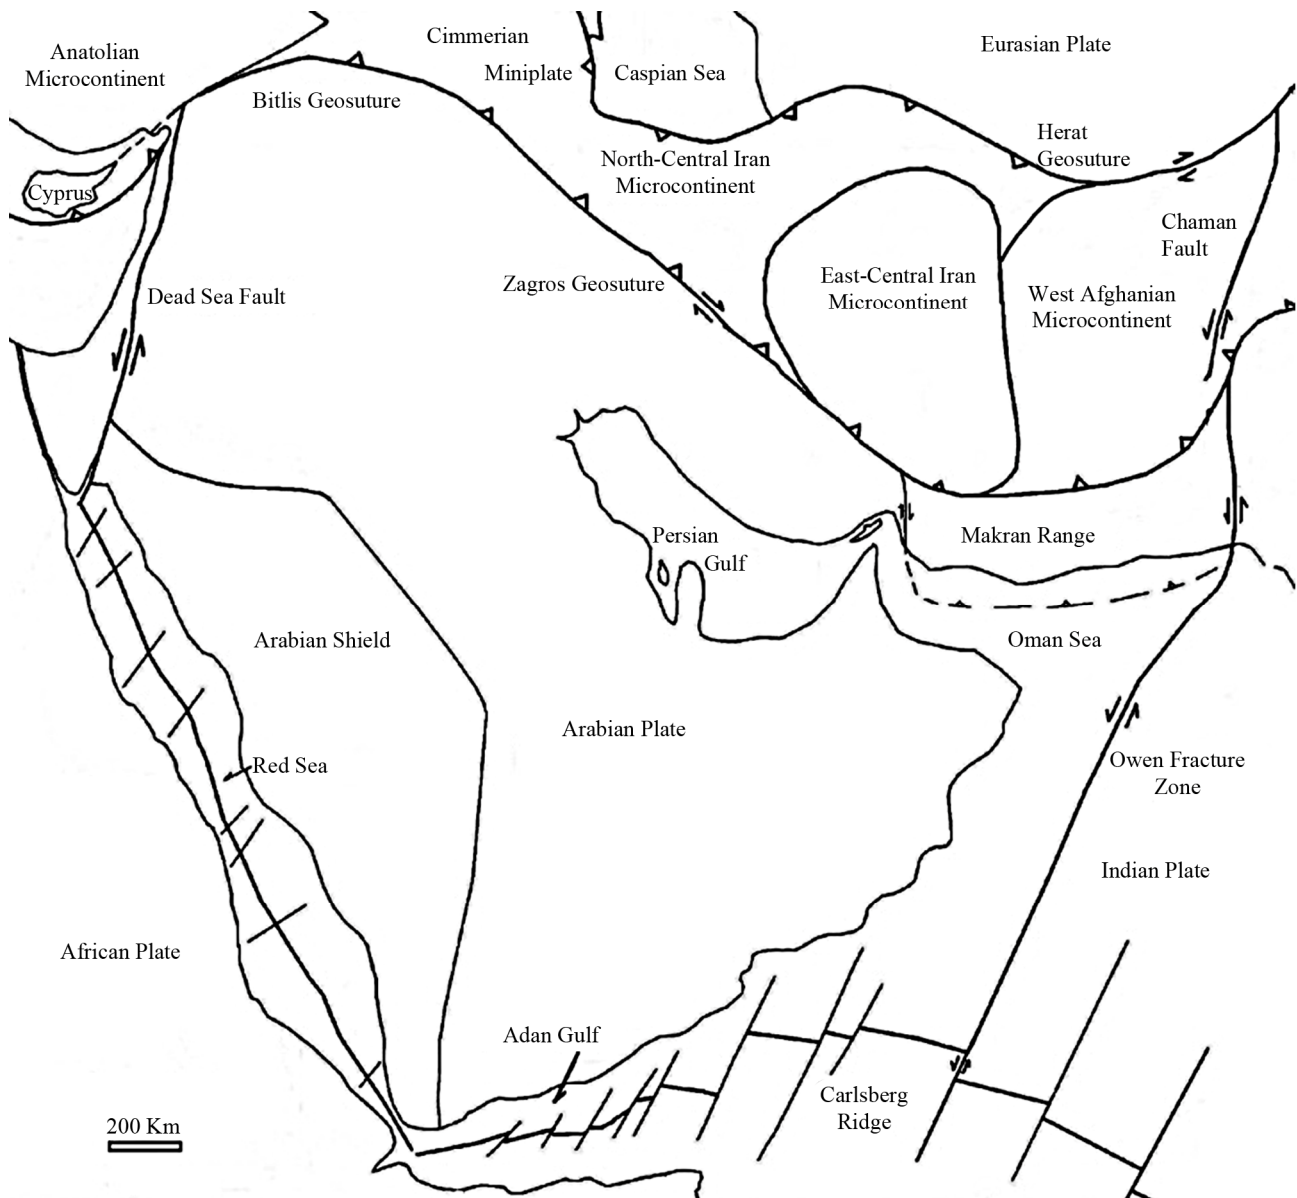 Anatolian
Microcontinent
Cimmerian
Miniplate
Caspian Sea
Eurasian Plate
Bitlis Geosuture
Herat
Geosuture
North-Central Iran
Microcontinent
Cyprus
Chaman
Fault
Dead Sea Fault
Zagros Geosuture
East-Central Iran
Microcontinent
West Afghanian
Microcontinent
Persian
Gulf
Makran Range
Arabian Shield
Oman Sea
Arabian Plate
Red Sea
Owen Fracture
Zone
Indian Plate
African Plate
Adan Gulf
Carlsberg
Ridge
200 Km